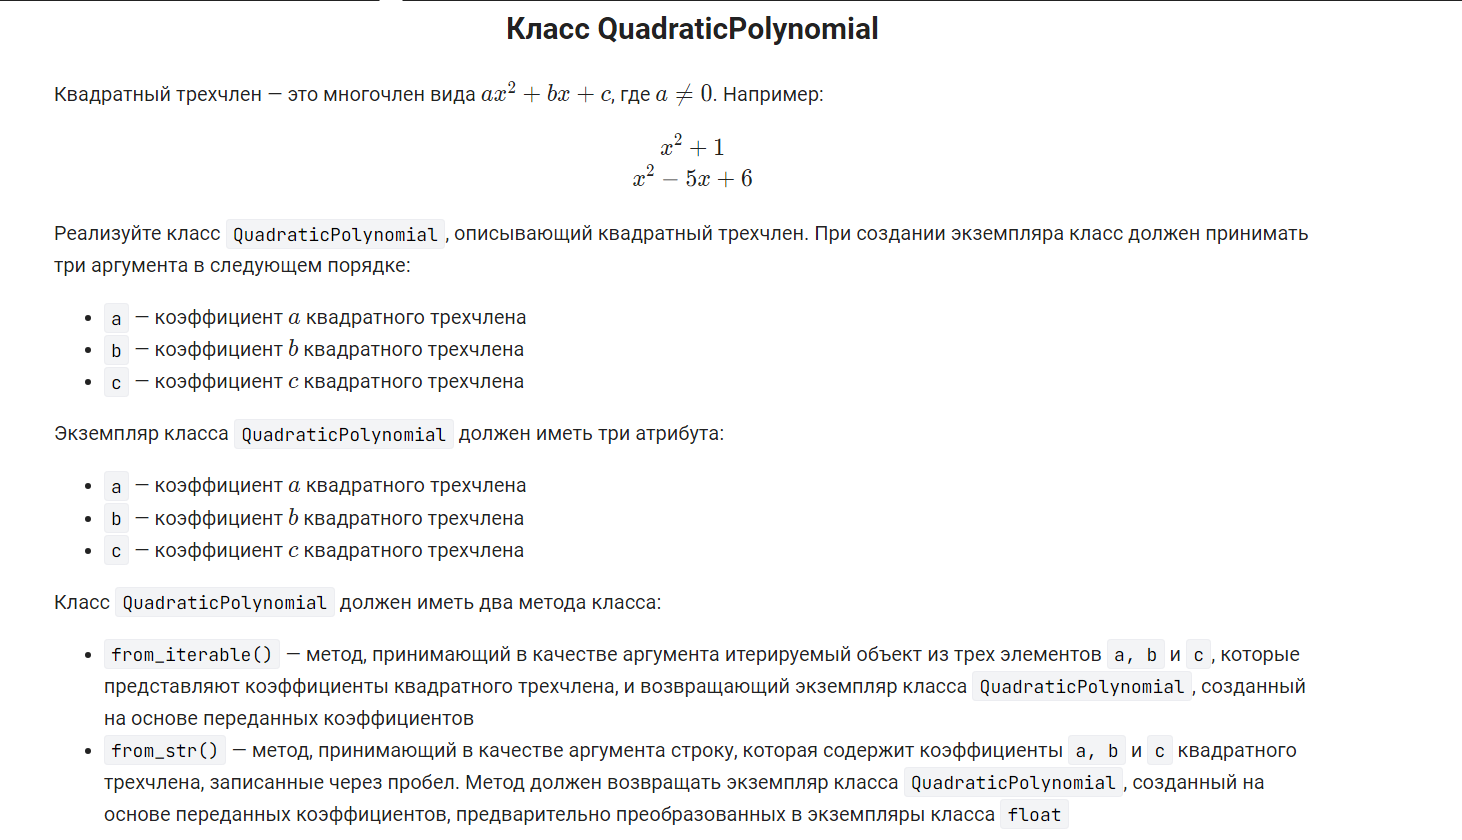 Класс QuadraticPolynomial
Квадратный трехчлен — это многочлен вида ax² + bx + c, где a ≠ 0. Например:
x² + 1
x² − 5x + 6
Реализуйте класс QuadraticPolynomial, описывающий квадратный трехчлен. При создании экземпляра класс должен принимать
три аргумента в следующем порядке:
• a — коэффициент a квадратного трехчлена
• b — коэффициент b квадратного трехчлена
• c — коэффициент c квадратного трехчлена
Экземпляр класса QuadraticPolynomial должен иметь три атрибута:
• a — коэффициент a квадратного трехчлена
• b — коэффициент b квадратного трехчлена
• c — коэффициент c квадратного трехчлена
Класс QuadraticPolynomial должен иметь два метода класса:
• from_iterable() — метод, принимающий в качестве аргумента итерируемый объект из трех элементов a, b и c, которые
представляют коэффициенты квадратного трехчлена, и возвращающий экземпляр класса QuadraticPolynomial, созданный
на основе переданных коэффициентов
• from_str() — метод, принимающий в качестве аргумента строку, которая содержит коэффициенты a, b и c квадратного
трехчлена, записанные через пробел. Метод должен возвращать экземпляр класса QuadraticPolynomial, созданный на
основе переданных коэффициентов, предварительно преобразованных в экземпляры класса float